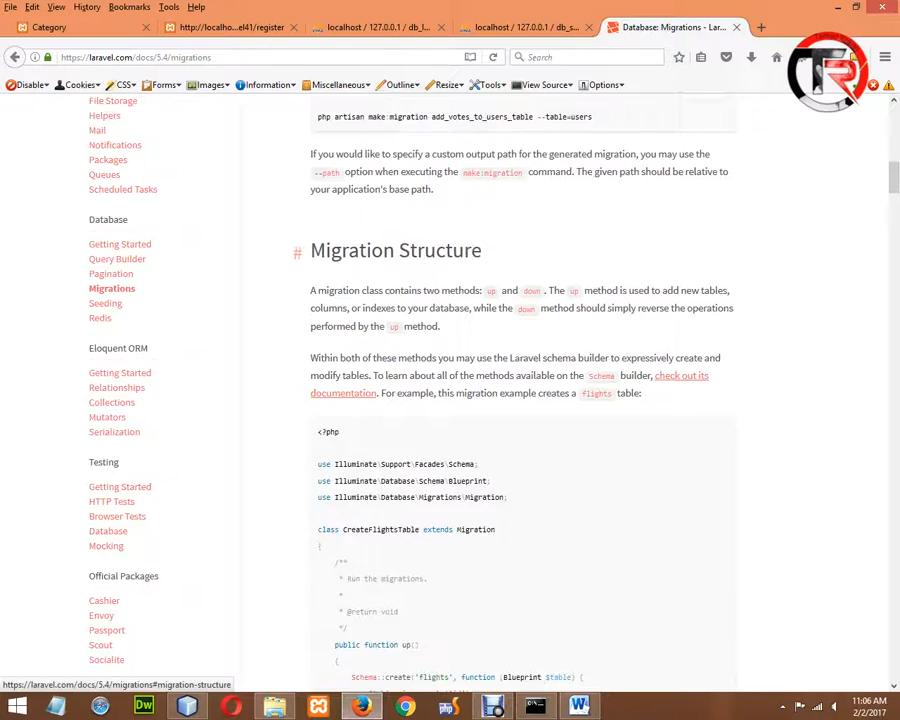 File Edit View History Bookmarks Tools Help
Category
http://localho...el41/register
localhost / 127.0.0.1 / db_l...
localhost / 127.0.0.1 / db_s...
Database: Migrations - Lar...
https://laravel.com/docs/5.4/migrations
Search
Disable Cookies CSS Forms Images Information Miscellaneous Outline Resize Tools View Source Options
File Storage
Helpers
Mail
Notifications
Packages
Queues
Scheduled Tasks
Database
Getting Started
Query Builder
Pagination
Migrations
Seeding
Redis
Eloquent ORM
Getting Started
Relationships
Collections
Mutators
Serialization
Testing
Getting Started
HTTP Tests
Browser Tests
Database
Mocking
Official Packages
Cashier
Envoy
Passport
Scout
Socialite
php artisan make:migration add_votes_to_users_table --table=users
If you would like to specify a custom output path for the generated migration, you may use the
--path option when executing the make:migration command. The given path should be relative to
your application's base path.
# Migration Structure
A migration class contains two methods: up and down. The up method is used to add new tables,
columns, or indexes to your database, while the down method should simply reverse the operations
performed by the up method.
Within both of these methods you may use the Laravel schema builder to expressively create and
modify tables. To learn about all of the methods available on the Schema builder, check out its
documentation. For example, this migration example creates a flights table:
<?php
use Illuminate\Support\Facades\Schema;
use Illuminate\Database\Schema\Blueprint;
use Illuminate\Database\Migrations\Migration;
class CreateFlightsTable extends Migration
{
/**
* Run the migrations.
*
* @return void
*/
public function up()
{
Schema::create('flights', function (Blueprint $table) {
https://laravel.com/docs/5.4/migrations#migration-structure
11:06 AM
2/2/2017